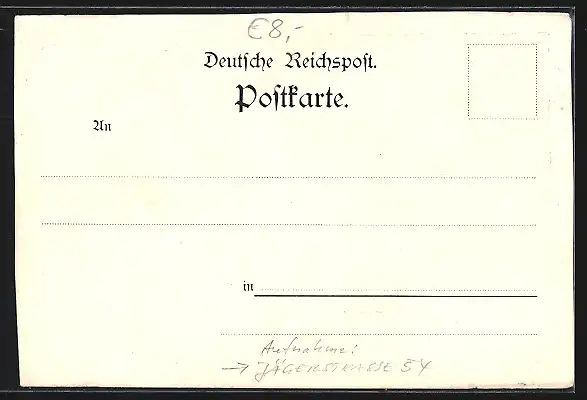 €8,-
Deutſche Reichspoſt.
Poſtkarte.
An
in
Aufnahme:
→ JÄGERSTRASSE 54